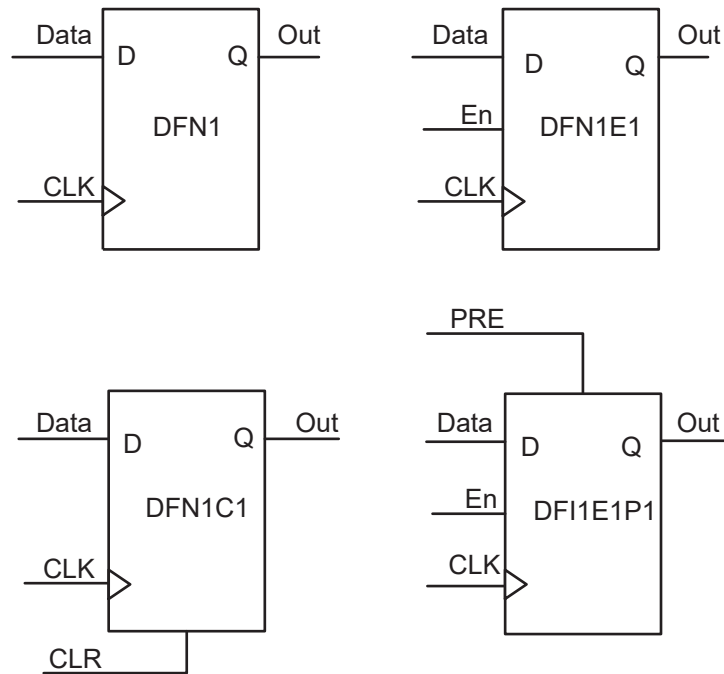 Data
Out
D
Q
DFN1
CLK
Data
Out
D
Q
En
DFN1E1
CLK
Data
Out
D
Q
DFN1C1
CLK
CLR
PRE
Data
Out
D
Q
En
DFI1E1P1
CLK